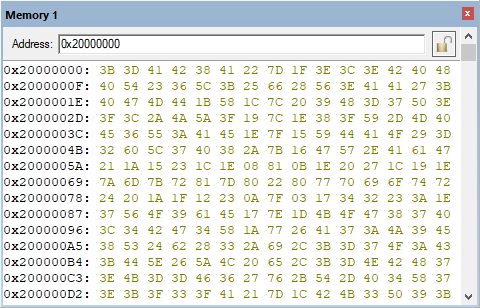 Memory 1
Address: 0x20000000
0x20000000: 3B 3D 41 42 38 41 22 7D 1F 3E 3C 3E 42 40 48
0x2000000F: 40 54 23 36 5C 3B 25 66 28 56 3E 41 41 27 3B
0x2000001E: 40 47 4D 44 1B 58 1C 7C 20 39 48 3D 37 50 3E
0x2000002D: 3F 3C 2A 4A 5A 3F 19 7C 1E 38 3F 59 2D 4D 40
0x2000003C: 45 36 55 3A 41 45 1E 7F 15 59 44 41 4F 29 3D
0x2000004B: 32 60 5C 37 40 38 2A 7B 16 47 57 2E 41 61 47
0x2000005A: 21 1A 15 23 1C 1E 08 81 0B 1E 20 27 1C 19 1E
0x20000069: 7A 6D 7B 72 81 7D 80 22 80 77 70 69 6F 74 72
0x20000078: 24 20 1A 1F 12 23 0A 7F 03 17 34 32 23 3A 1E
0x20000087: 37 56 4F 39 61 45 17 7E 1D 4B 4F 47 38 37 40
0x20000096: 3C 34 42 47 34 58 1A 77 26 41 37 3A 4A 39 45
0x200000A5: 38 53 24 62 28 33 2A 69 2C 3B 3D 37 4F 3A 43
0x200000B4: 3B 44 5E 26 5A 4C 20 65 2C 3B 3D 4E 42 48 37
0x200000C3: 3E 4B 3D 3D 46 36 27 76 2B 54 2D 40 34 58 37
0x200000D2: 3E 3B 3F 33 3F 41 21 7D 1C 42 4B 33 50 39 3B